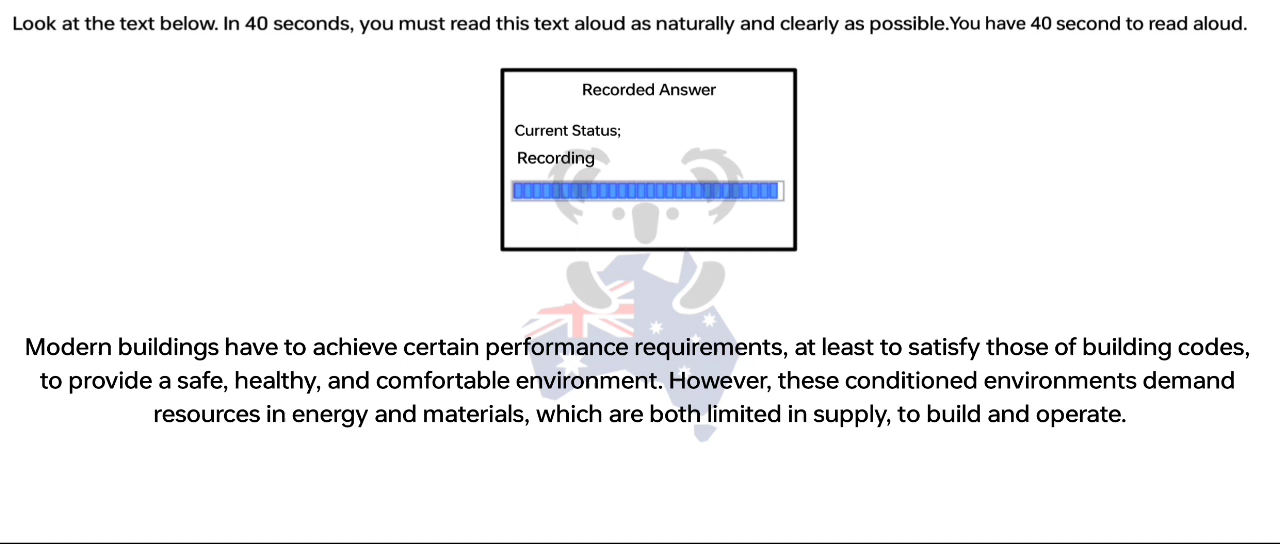 Look at the text below. In 40 seconds, you must read this text aloud as naturally and clearly as possible.You have 40 second to read aloud.
Recorded Answer
Current Status;
Recording
Modern buildings have to achieve certain performance requirements, at least to satisfy those of building codes,
to provide a safe, healthy, and comfortable environment. However, these conditioned environments demand
resources in energy and materials, which are both limited in supply, to build and operate.